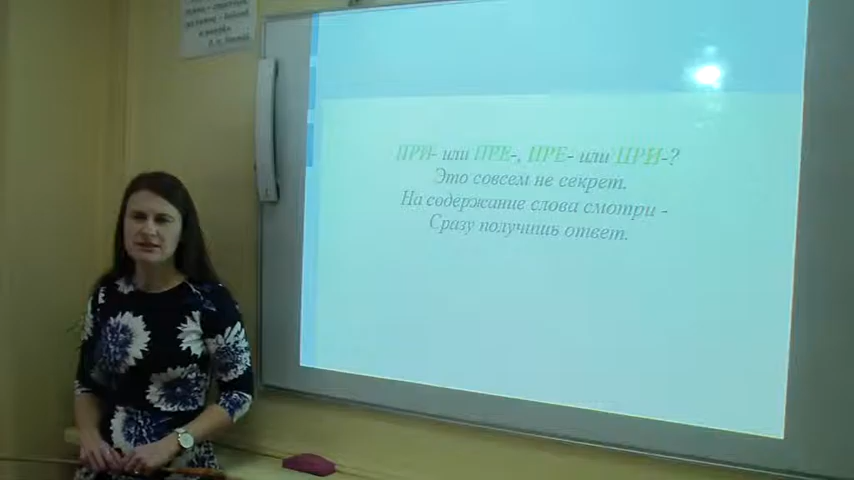 ПРИ- или ПРЕ-, ПРЕ- или ПРИ-?
Это совсем не секрет.
На содержание слова смотри -
Сразу получишь ответ.